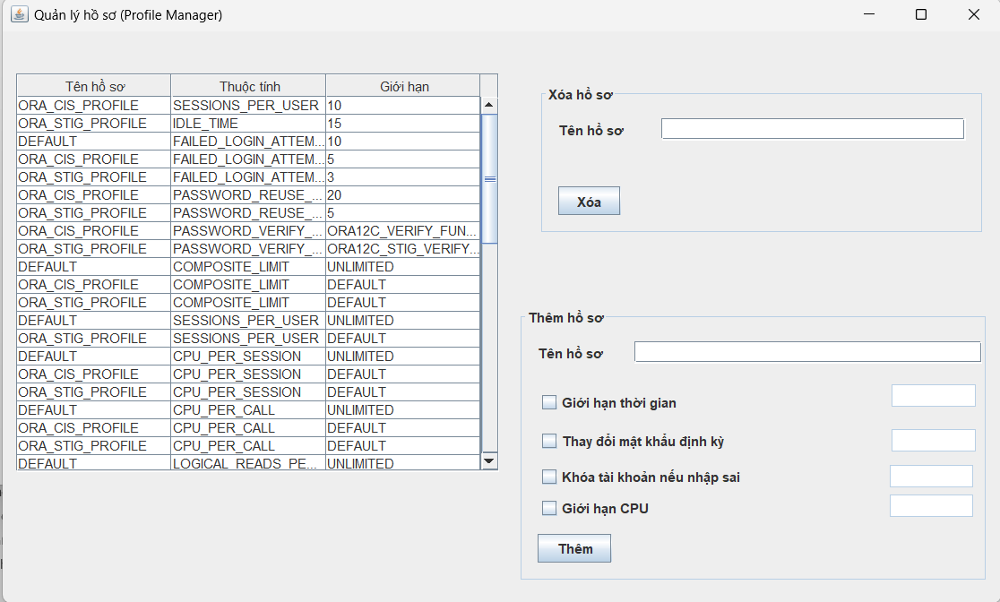 Quản lý hồ sơ (Profile Manager)
Tên hồ sơ Thuộc tính Giới hạn
ORA_CIS_PROFILE SESSIONS_PER_USER 10
ORA_STIG_PROFILE IDLE_TIME 15
DEFAULT FAILED_LOGIN_ATTEM... 10
ORA_CIS_PROFILE FAILED_LOGIN_ATTEM... 5
ORA_STIG_PROFILE FAILED_LOGIN_ATTEM... 3
ORA_CIS_PROFILE PASSWORD_REUSE_... 20
ORA_STIG_PROFILE PASSWORD_REUSE_... 5
ORA_CIS_PROFILE PASSWORD_VERIFY_... ORA12C_VERIFY_FUN...
ORA_STIG_PROFILE PASSWORD_VERIFY_... ORA12C_STIG_VERIFY...
DEFAULT COMPOSITE_LIMIT UNLIMITED
ORA_CIS_PROFILE COMPOSITE_LIMIT DEFAULT
ORA_STIG_PROFILE COMPOSITE_LIMIT DEFAULT
DEFAULT SESSIONS_PER_USER UNLIMITED
ORA_STIG_PROFILE SESSIONS_PER_USER DEFAULT
DEFAULT CPU_PER_SESSION UNLIMITED
ORA_CIS_PROFILE CPU_PER_SESSION DEFAULT
ORA_STIG_PROFILE CPU_PER_SESSION DEFAULT
DEFAULT CPU_PER_CALL UNLIMITED
ORA_CIS_PROFILE CPU_PER_CALL DEFAULT
ORA_STIG_PROFILE CPU_PER_CALL DEFAULT
DEFAULT LOGICAL_READS_PE... UNLIMITED
Xóa hồ sơ
Tên hồ sơ
Xóa
Thêm hồ sơ
Tên hồ sơ
Giới hạn thời gian
Thay đổi mật khẩu định kỳ
Khóa tài khoản nếu nhập sai
Giới hạn CPU
Thêm